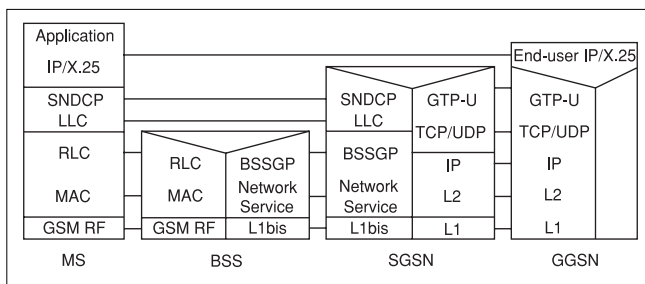 Application
IP/X.25
SNDCP
LLC
RLC
MAC
GSM RF
MS
RLC
MAC
GSM RF
BSSGP
Network
Service
L1bis
BSS
SNDCP
LLC
BSSGP
Network
Service
L1bis
GTP-U
TCP/UDP
IP
L2
L1
SGSN
End-user IP/X.25
GTP-U
TCP/UDP
IP
L2
L1
GGSN